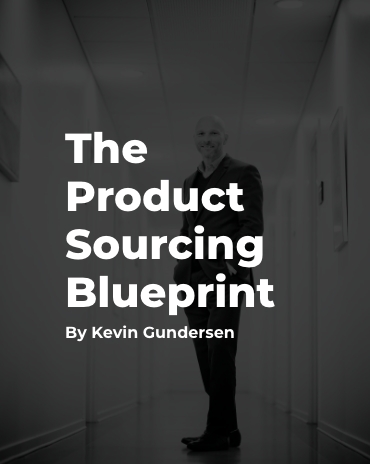 The
Product
Sourcing
Blueprint
By Kevin Gundersen